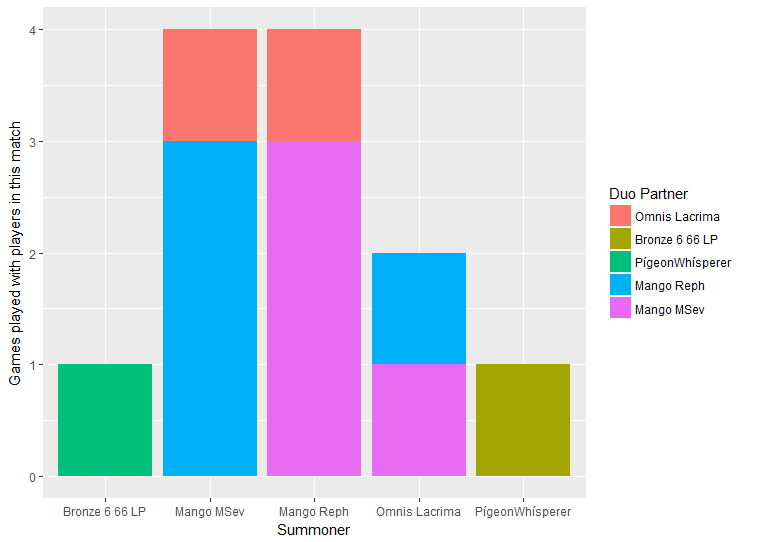 Games played with players in this match
4
3
2
1
0
Bronze 6 66 LP
Mango MSev
Mango Reph
Omnis Lacrima
PígeonWhísperer
Summoner
Duo Partner
Omnis Lacrima
Bronze 6 66 LP
PígeonWhísperer
Mango Reph
Mango MSev